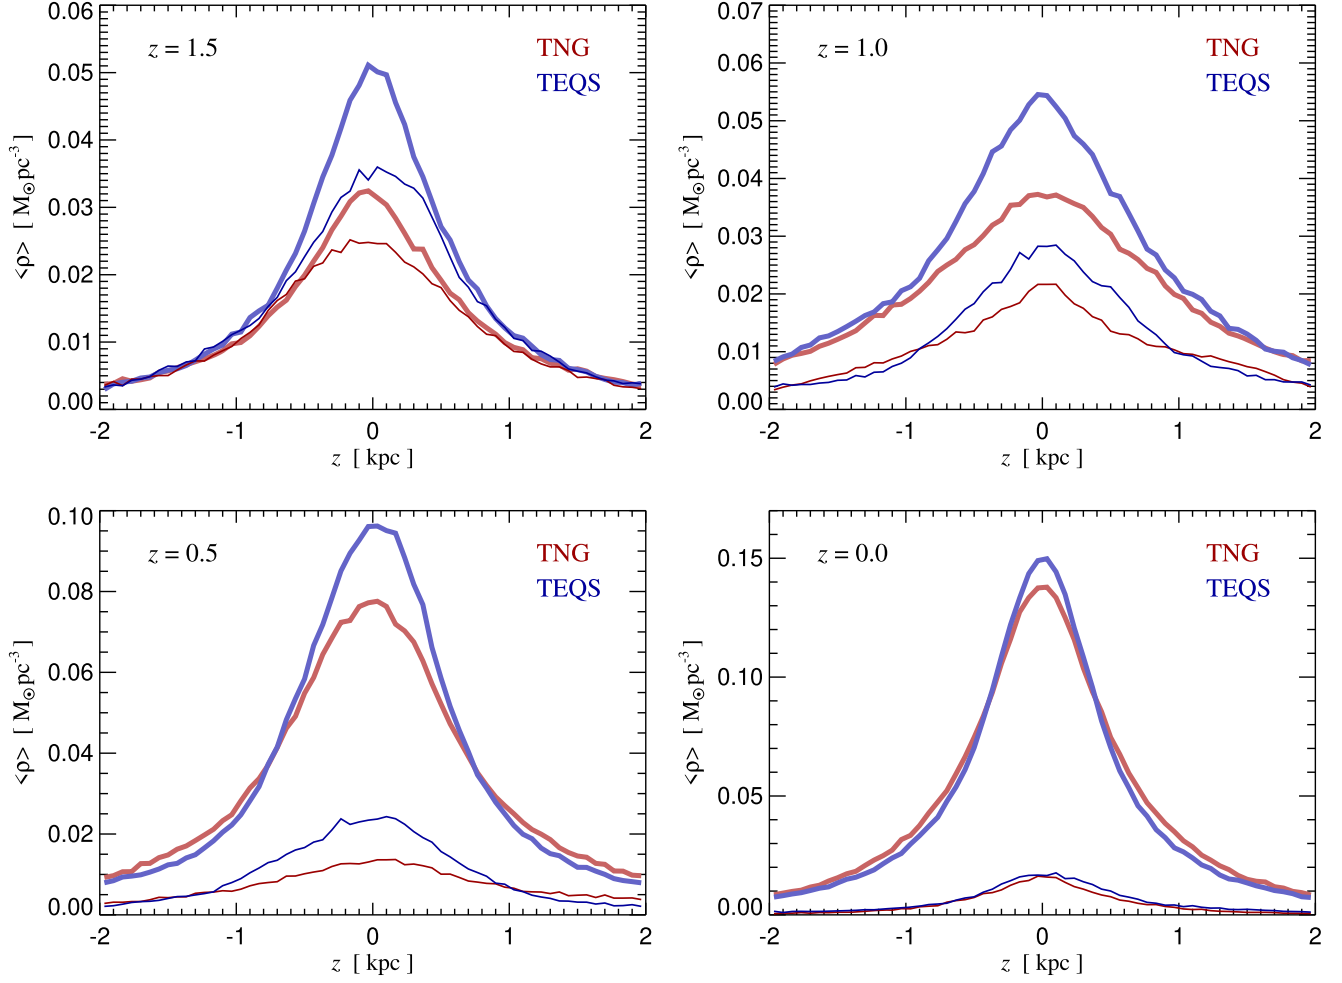 0.06
0.05
0.04
0.03
0.02
0.01
0.00
<ρ> [ M☉pc⁻³ ]
z = 1.5
TNG
TEQS
-2 -1 0 1 2
z [ kpc ]
0.07
0.06
0.05
0.04
0.03
0.02
0.01
0.00
<ρ> [ M☉pc⁻³ ]
z = 1.0
TNG
TEQS
-2 -1 0 1 2
z [ kpc ]
0.10
0.08
0.06
0.04
0.02
0.00
<ρ> [ M☉pc⁻³ ]
z = 0.5
TNG
TEQS
-2 -1 0 1 2
z [ kpc ]
0.15
0.10
0.05
0.00
<ρ> [ M☉pc⁻³ ]
z = 0.0
TNG
TEQS
-2 -1 0 1 2
z [ kpc ]